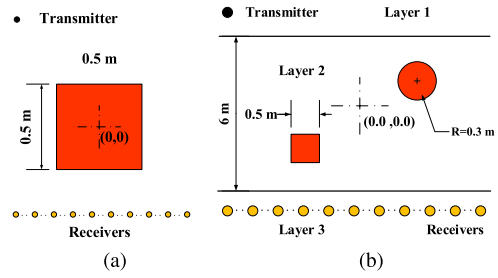 Transmitter
0.5 m
0.5 m
(0,0)
Receivers
(a)
Transmitter
Layer 1
Layer 2
6 m
0.5 m
(0.0 ,0.0)
R=0.3 m
Layer 3
Receivers
(b)